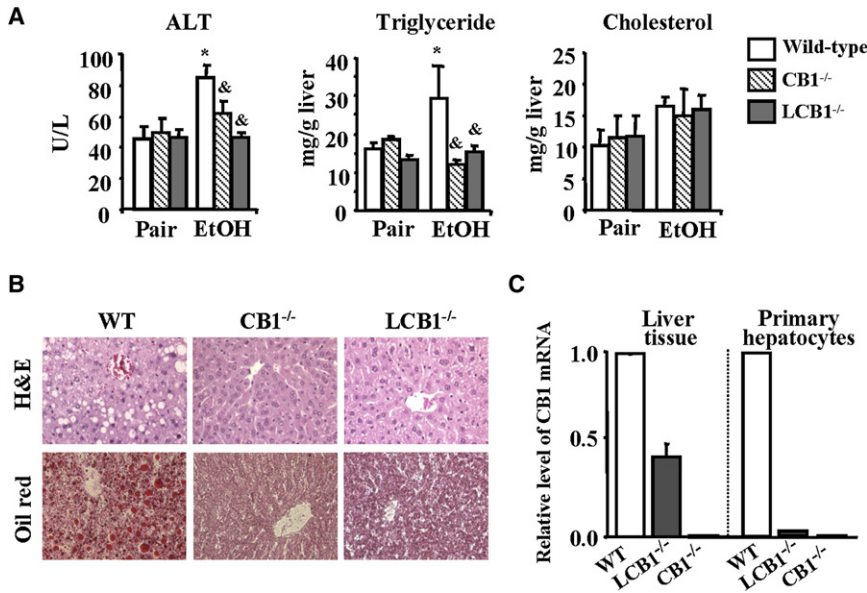 A
ALT
Triglyceride
Cholesterol
Wild-type
CB1-/-
LCB1-/-
U/L
100
80
60
40
20
0
*
&
&
Pair EtOH
mg/g liver
40
30
20
10
0
*
&
&
Pair EtOH
mg/g liver
25
20
15
10
5
0
Pair EtOH
B
WT
CB1-/-
LCB1-/-
H&E
Oil red
C
Liver
tissue
Primary
hepatocytes
Relative level of CB1 mRNA
1.0
0.5
0.0
WT
LCB1-/-
CB1-/-
WT
LCB1-/-
CB1-/-